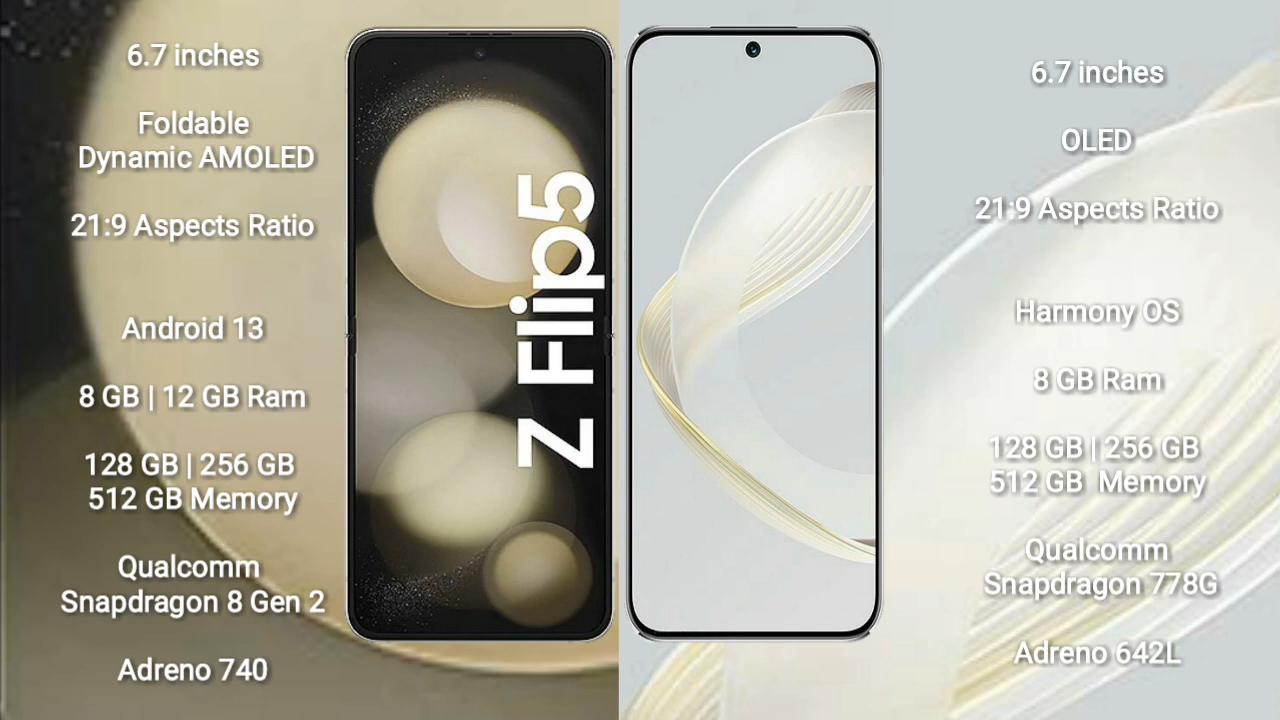 6.7 inches
Foldable
Dynamic AMOLED
21:9 Aspects Ratio
Android 13
8 GB | 12 GB Ram
128 GB | 256 GB
512 GB Memory
Qualcomm
Snapdragon 8 Gen 2
Adreno 740
Z Flip5
6.7 inches
OLED
21:9 Aspects Ratio
Harmony OS
8 GB Ram
128 GB | 256 GB
512 GB Memory
Qualcomm
Snapdragon 778G
Adreno 642L